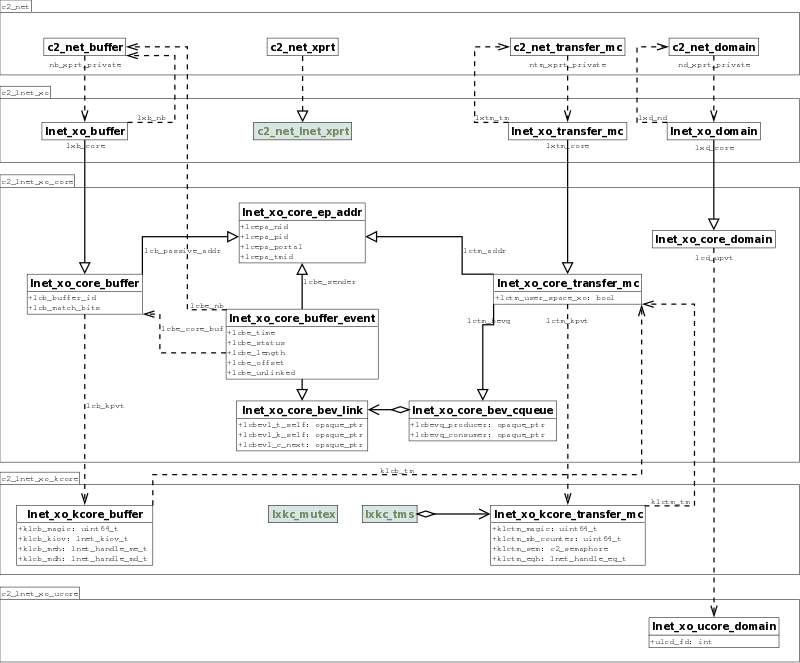 c2_net
c2_net_buffer
c2_net_xprt
c2_net_transfer_mc
c2_net_domain
nb_xprt_private
ntm_xprt_private
nd_xprt_private
c2_lnet_xo
lxb_nb
lxtm_tm
lxd_nd
lnet_xo_buffer
c2_net_lnet_xprt
lnet_xo_transfer_mc
lnet_xo_domain
lxb_core
lxtm_core
lxd_core
c2_lnet_xo_core
lnet_xo_core_ep_addr
+lcepa_nid
+lcepa_pid
+lcepa_portal
+lcepa_tmid
lnet_xo_core_domain
lcb_passive_addr
lctm_addr
lcd_upvt
lnet_xo_core_buffer
+lcb_buffer_id
+lcb_match_bits
lcbe_sender
lnet_xo_core_transfer_mc
+lctm_user_space_xo: bool
lcbe_nb
lnet_xo_core_buffer_event
+lcbe_time
+lcbe_status
+lcbe_length
+lcbe_offset
+lcbe_unlinked
lcbe_core_buf
lctm_bevq
lctm_kpvt
lcb_kpvt
lnet_xo_core_bev_link
+lcbevl_t_self: opaque_ptr
+lcbevl_k_self: opaque_ptr
+lcbevl_c_next: opaque_ptr
lnet_xo_core_bev_cqueue
+lcbevq_producer: opaque_ptr
+lcbevq_consumer: opaque_ptr
klcb_tm
c2_lnet_xo_kcore
klctm_tm
lnet_xo_kcore_buffer
+klcb_magic: uint64_t
+klcb_kiov: lnet_kiov_t
+klcb_meh: lnet_handle_me_t
+klcb_mdh: lnet_handle_md_t
lxkc_mutex
lxkc_tms
lnet_xo_kcore_transfer_mc
+klctm_magic: uint64_t
+klctm_mb_counter: uint64_t
+klctm_sem: c2_semaphore
+klctm_eqh: lnet_handle_eq_t
c2_lnet_xo_ucore
lnet_xo_ucore_domain
+ulcd_fd: int